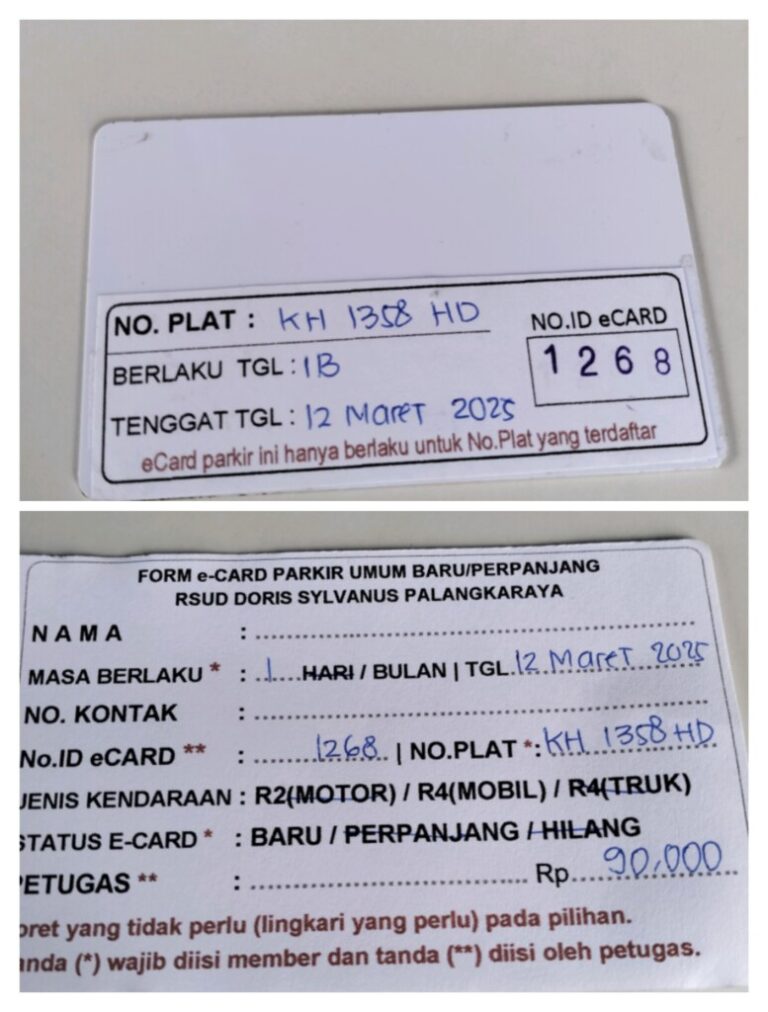 NO. PLAT : KH 1358 HD
NO.ID eCARD
1268
BERLAKU TGL : 1B
TENGGAT TGL : 12 Maret 2025
eCard parkir ini hanya berlaku untuk No.Plat yang terdaftar
FORM e-CARD PARKIR UMUM BARU/PERPANJANG
RSUD DORIS SYLVANUS PALANGKARAYA
NAMA :
MASA BERLAKU * : 1 HARI / BULAN | TGL. 12 Maret 2025
NO. KONTAK :
No.ID eCARD ** : 1268 | NO.PLAT *: KH 1358 HD
JENIS KENDARAAN : R2(MOTOR) / R4(MOBIL) / R4(TRUK)
STATUS E-CARD * : BARU / PERPANJANG / HILANG
PETUGAS ** : Rp. 90.000
oret yang tidak perlu (lingkari yang perlu) pada pilihan.
anda (*) wajib diisi member dan tanda (**) diisi oleh petugas.